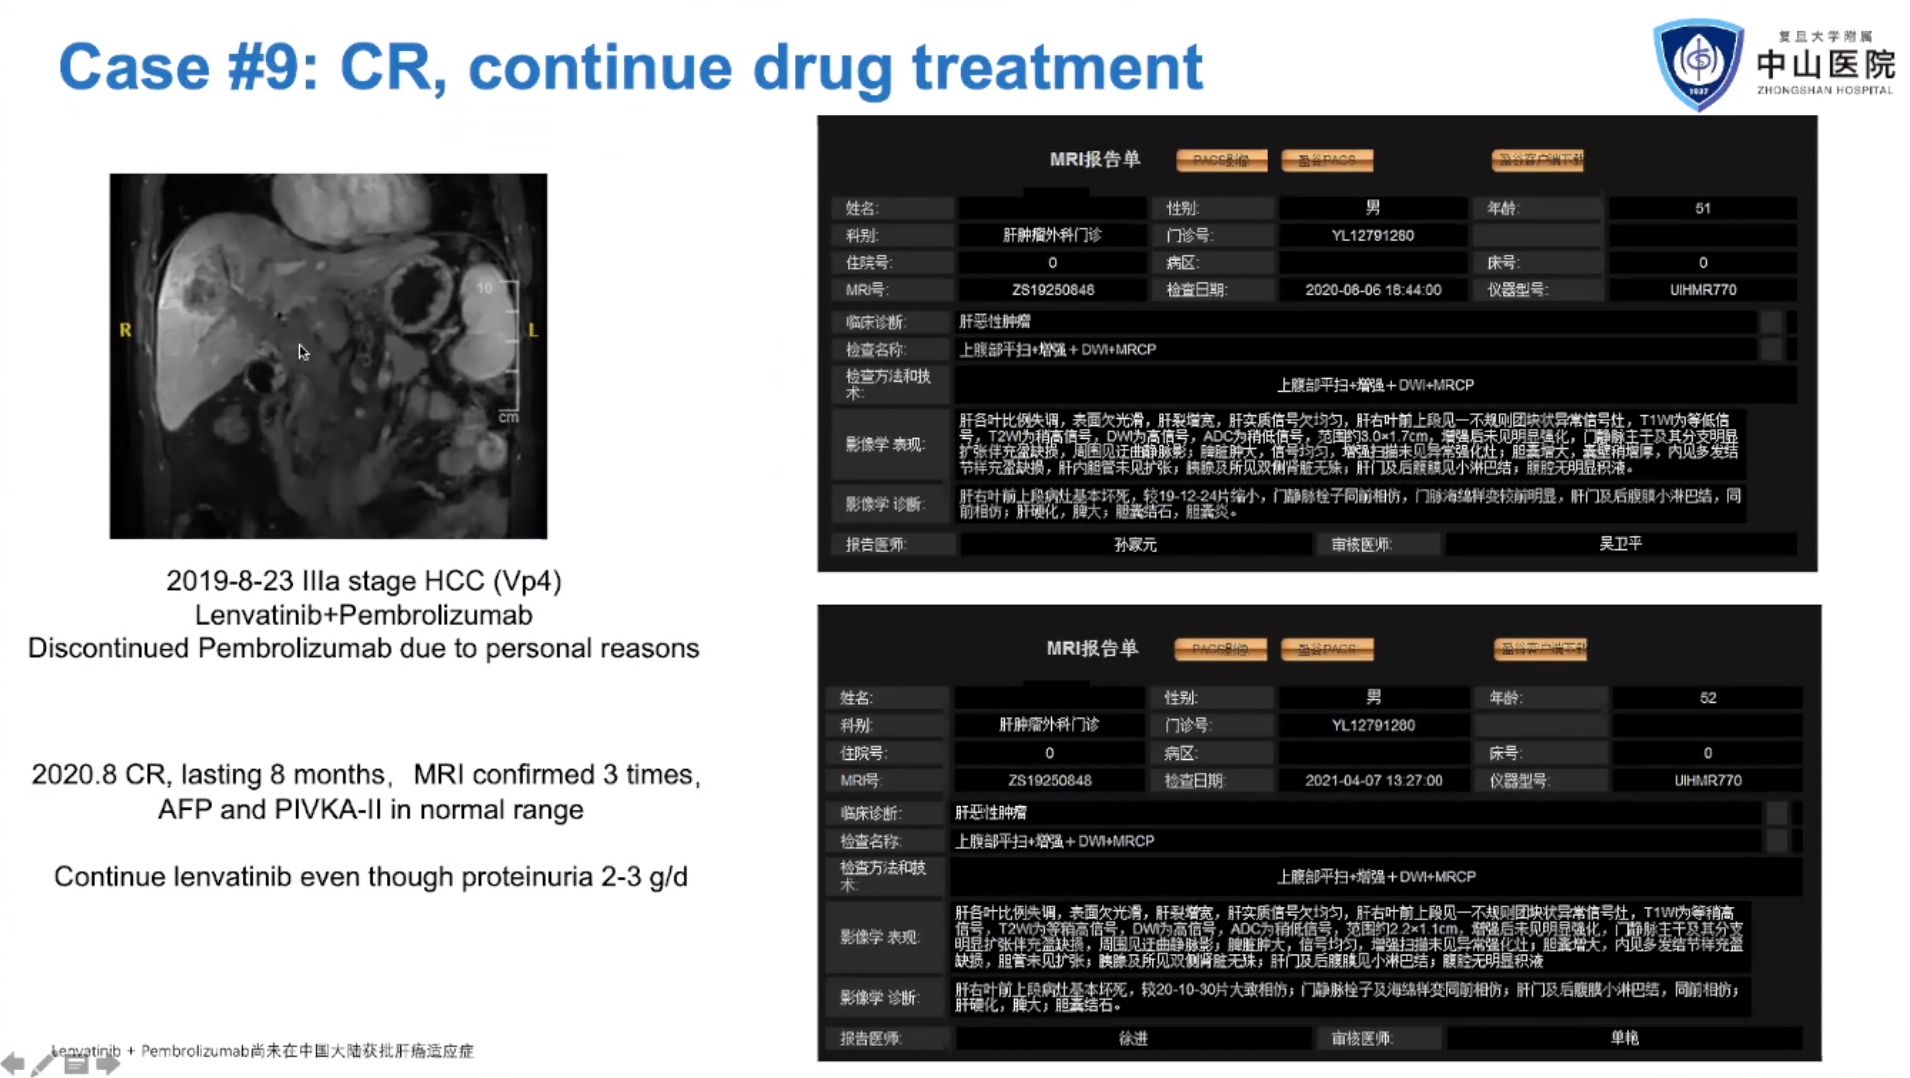 Case #9: CR, continue drug treatment
复旦大学附属
中山医院
ZHONGSHAN HOSPITAL
1937
R
L
10
cm
2019-8-23 IIIa stage HCC (Vp4)
Lenvatinib+Pembrolizumab
Discontinued Pembrolizumab due to personal reasons
2020.8 CR, lasting 8 months，MRI confirmed 3 times,
AFP and PIVKA-II in normal range
Continue lenvatinib even though proteinuria 2-3 g/d
Lenvatinib + Pembrolizumab尚未在中国大陆获批肝癌适应症
MRI报告单 PACS影像 盈谷PACS 盈谷客户端下载
姓名: 性别: 男 年龄: 51
科别: 肝肿瘤外科门诊 门诊号: YL12791280
住院号: 0 病区: 床号: 0
MRI号: ZS19250848 检查日期: 2020-08-06 18:44:00 仪器型号: UIHMR770
临床诊断: 肝恶性肿瘤
检查名称: 上腹部平扫+增强＋DWI+MRCP
检查方法和技
术: 上腹部平扫+增强＋DWI+MRCP
影像学 表现:
肝各叶比例失调，表面欠光滑，肝裂增宽，肝实质信号欠均匀，肝右叶前上段见一不规则团块状异常信号灶，T1WI为等低信
号，T2WI为稍高信号，DWI为高信号，ADC为稍低信号，范围约3.0×1.7cm，增强后未见明显强化，门静脉主干及其分支明显
扩张伴充盈缺损，周围见迂曲静脉影；脾脏肿大，信号均匀，增强扫描未见异常强化灶；胆囊增大，囊壁稍增厚，内见多发结
节样充盈缺损，肝内胆管未见扩张；胰腺及所见双侧肾脏无殊；肝门及后腹膜见小淋巴结；腹腔无明显积液。
影像学 诊断:
肝右叶前上段病灶基本坏死，较19-12-24片缩小，门静脉栓子同前相仿，门脉海绵样变较前明显，肝门及后腹膜小淋巴结，同
前相仿；肝硬化，脾大；胆囊结石，胆囊炎。
报告医师: 孙家元 审核医师: 吴卫平
MRI报告单 PACS影像 盈谷PACS 盈谷客户端下载
姓名: 性别: 男 年龄: 52
科别: 肝肿瘤外科门诊 门诊号: YL12791280
住院号: 0 病区: 床号: 0
MRI号: ZS19250848 检查日期: 2021-04-07 13:27:00 仪器型号: UIHMR770
临床诊断: 肝恶性肿瘤
检查名称: 上腹部平扫+增强＋DWI+MRCP
检查方法和技
术: 上腹部平扫+增强＋DWI+MRCP
影像学 表现:
肝各叶比例失调，表面欠光滑，肝裂增宽，肝实质信号欠均匀，肝右叶前上段见一不规则团块状异常信号灶，T1WI为等稍高
信号，T2WI为等稍高信号，DWI为高信号，ADC为稍低信号，范围约2.2×1.1cm，增强后未见明显强化，门静脉主干及其分支
明显扩张伴充盈缺损，周围见迂曲静脉影；脾脏肿大，信号均匀，增强扫描未见异常强化灶；胆囊增大，内见多发结节样充盈
缺损，胆管未见扩张；胰腺及所见双侧肾脏无殊；肝门及后腹膜见小淋巴结；腹腔无明显积液
影像学 诊断:
肝右叶前上段病灶基本坏死，较20-10-30片大致相仿；门静脉栓子及海绵样变同前相仿；肝门及后腹膜小淋巴结，同前相仿；
肝硬化，脾大；胆囊结石。
报告医师: 徐进 审核医师: 单艳